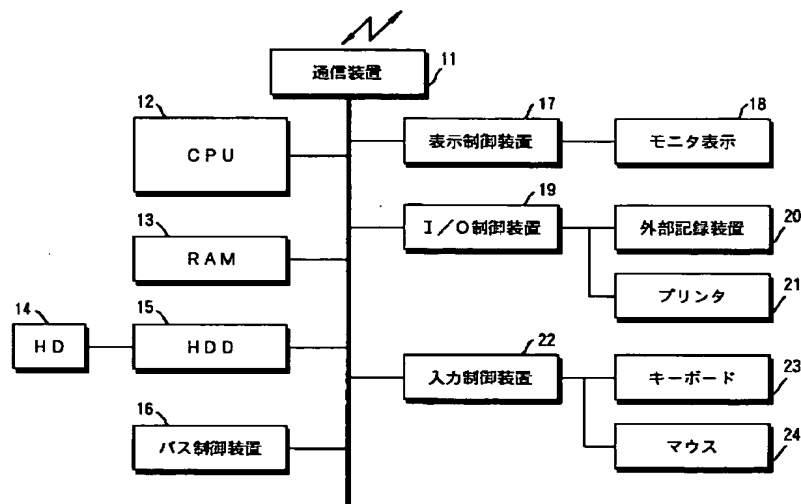 11
通信装置
12
CPU
17
表示制御装置
18
モニタ表示
13
RAM
19
I/O制御装置
外部記録装置
20
プリンタ
21
14
HD
15
HDD
22
入力制御装置
キーボード
23
16
バス制御装置
マウス
24